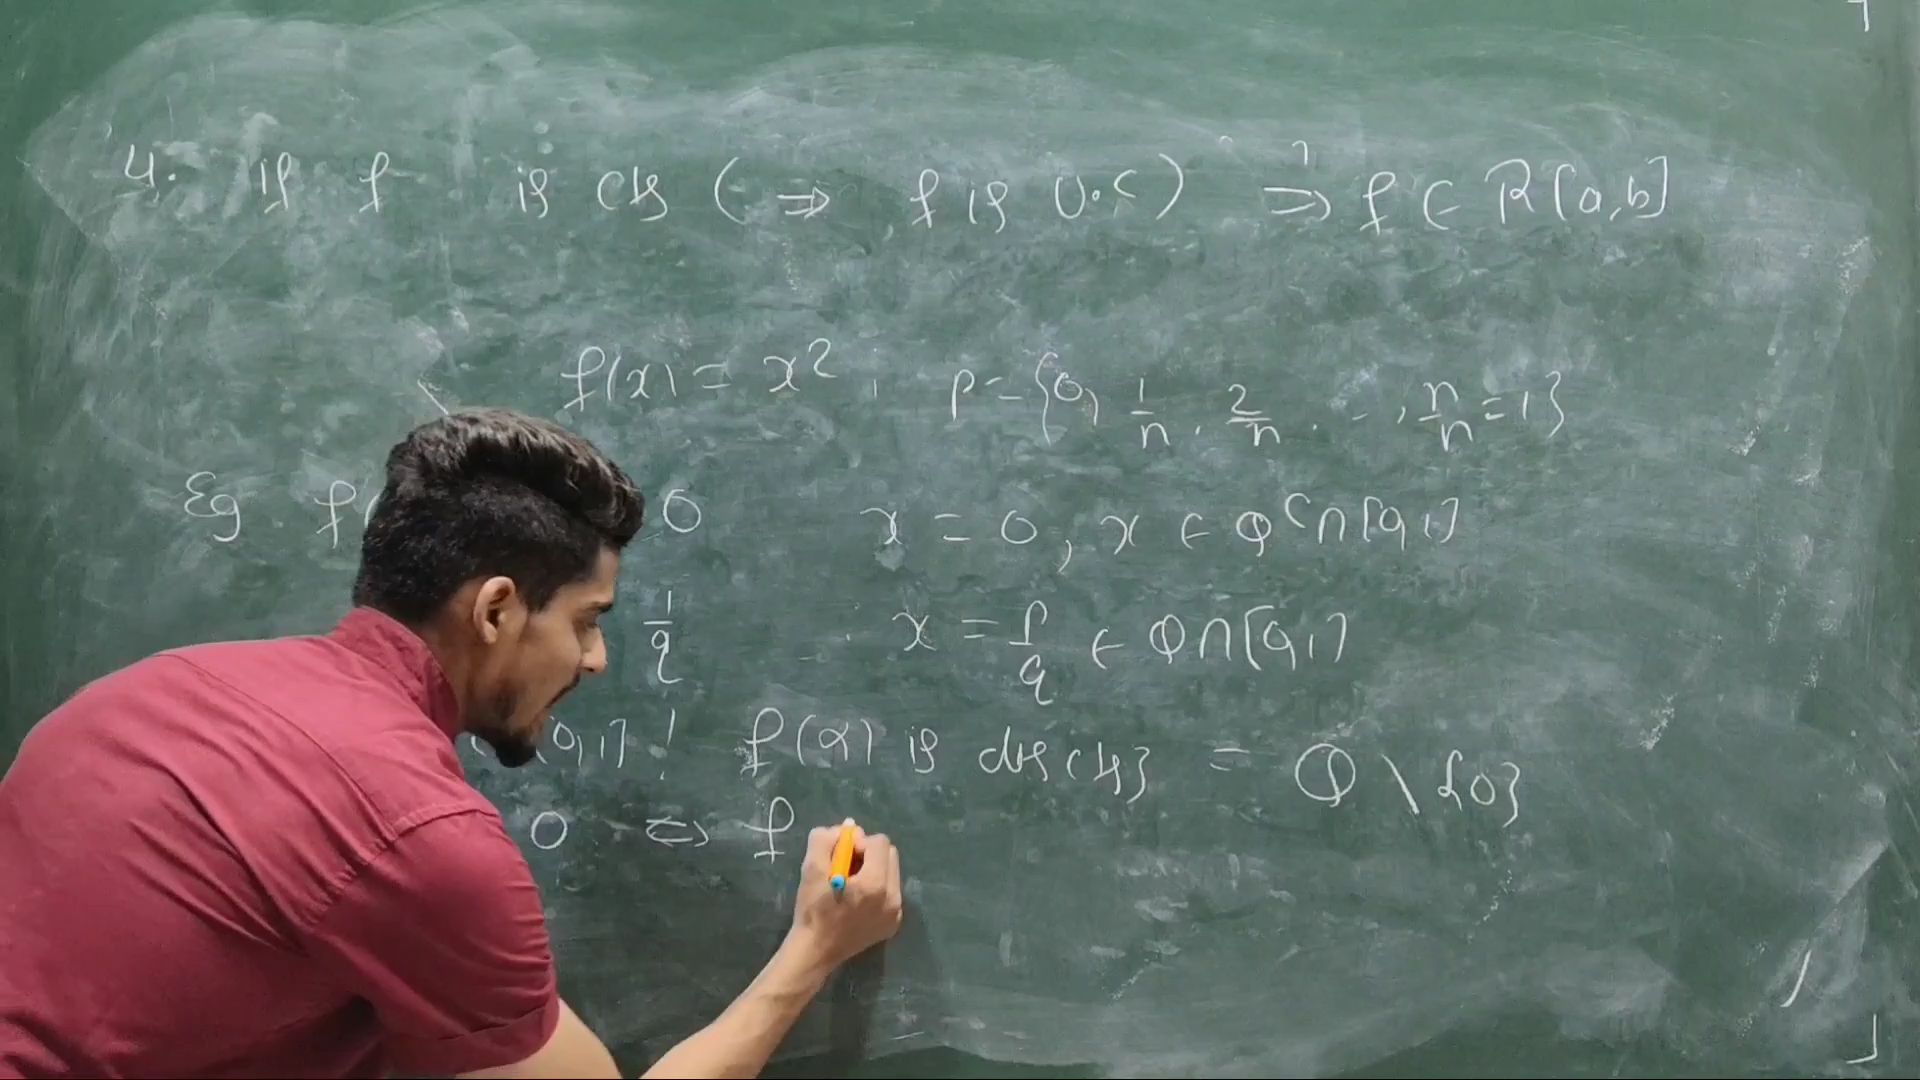 4. If f is cts (⇒ f is U.C) ⇒ f ∈ R[a,b]
f(x) = x², P = {0, 1/n, 2/n, ..., n/n = 1}
Eg f( 0 x = 0, x ∈ Q^c ∩ [0,1]
1/q x = p/q ∈ Q ∩ [0,1]
[0,1] : f(x) is discts} = Q \ {0}
0 ⇔ f